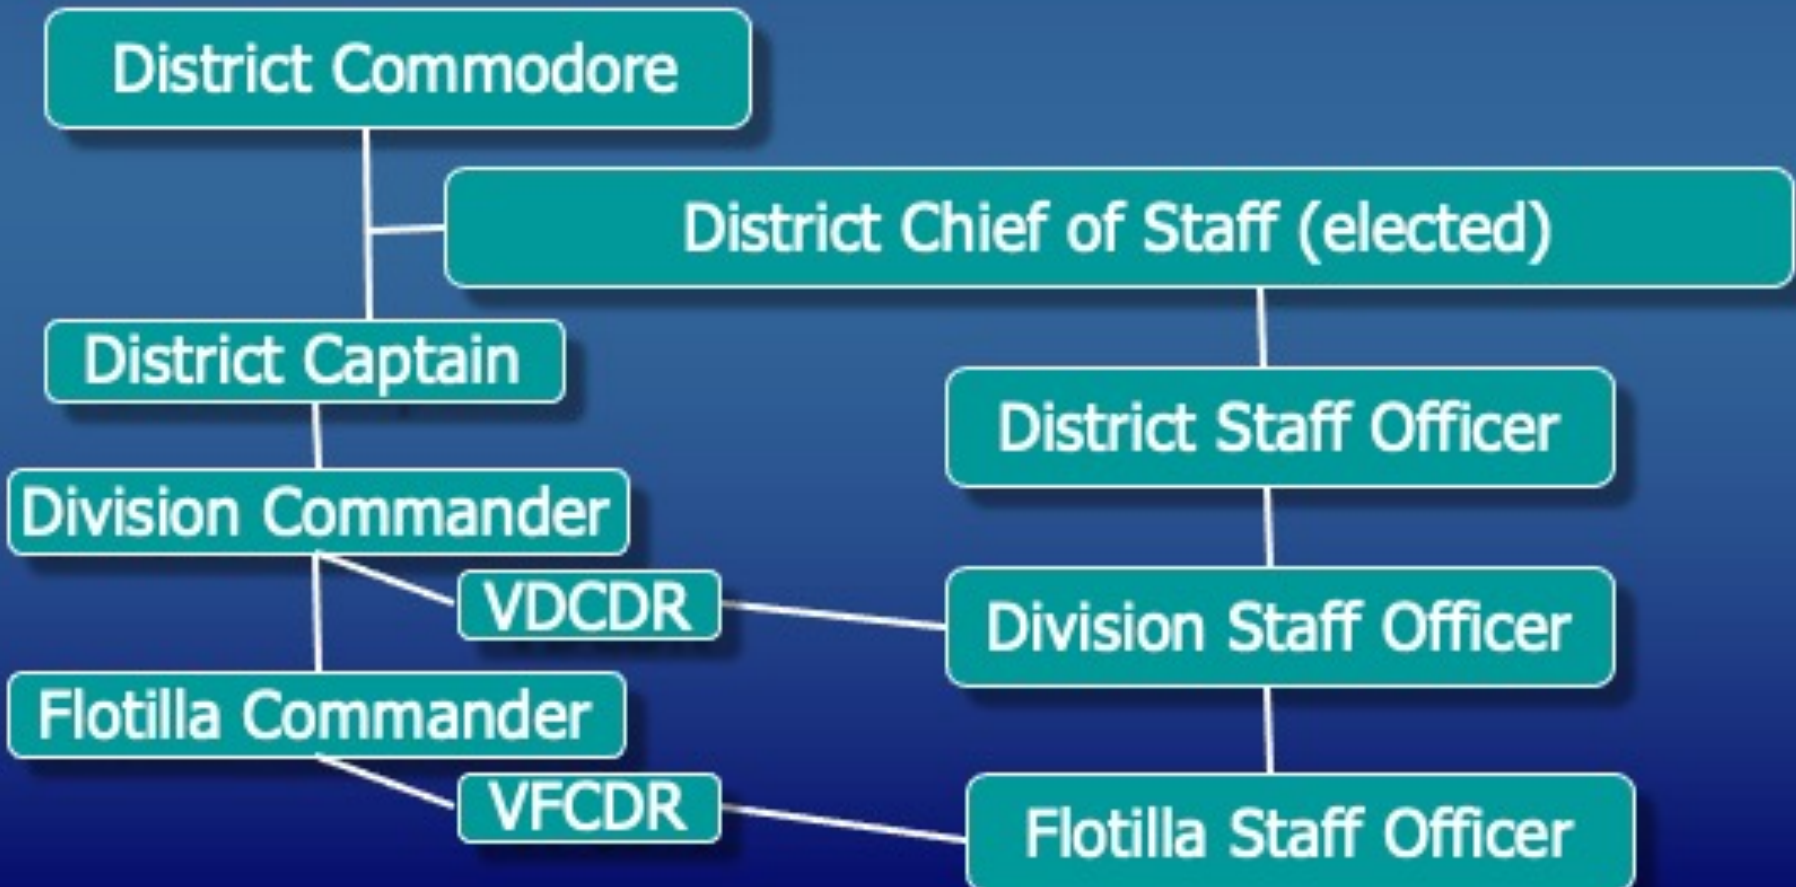 District Commodore
District Chief of Staff (elected)
District Captain
District Staff Officer
Division Commander
VDCDR
Division Staff Officer
Flotilla Commander
VFCDR
Flotilla Staff Officer